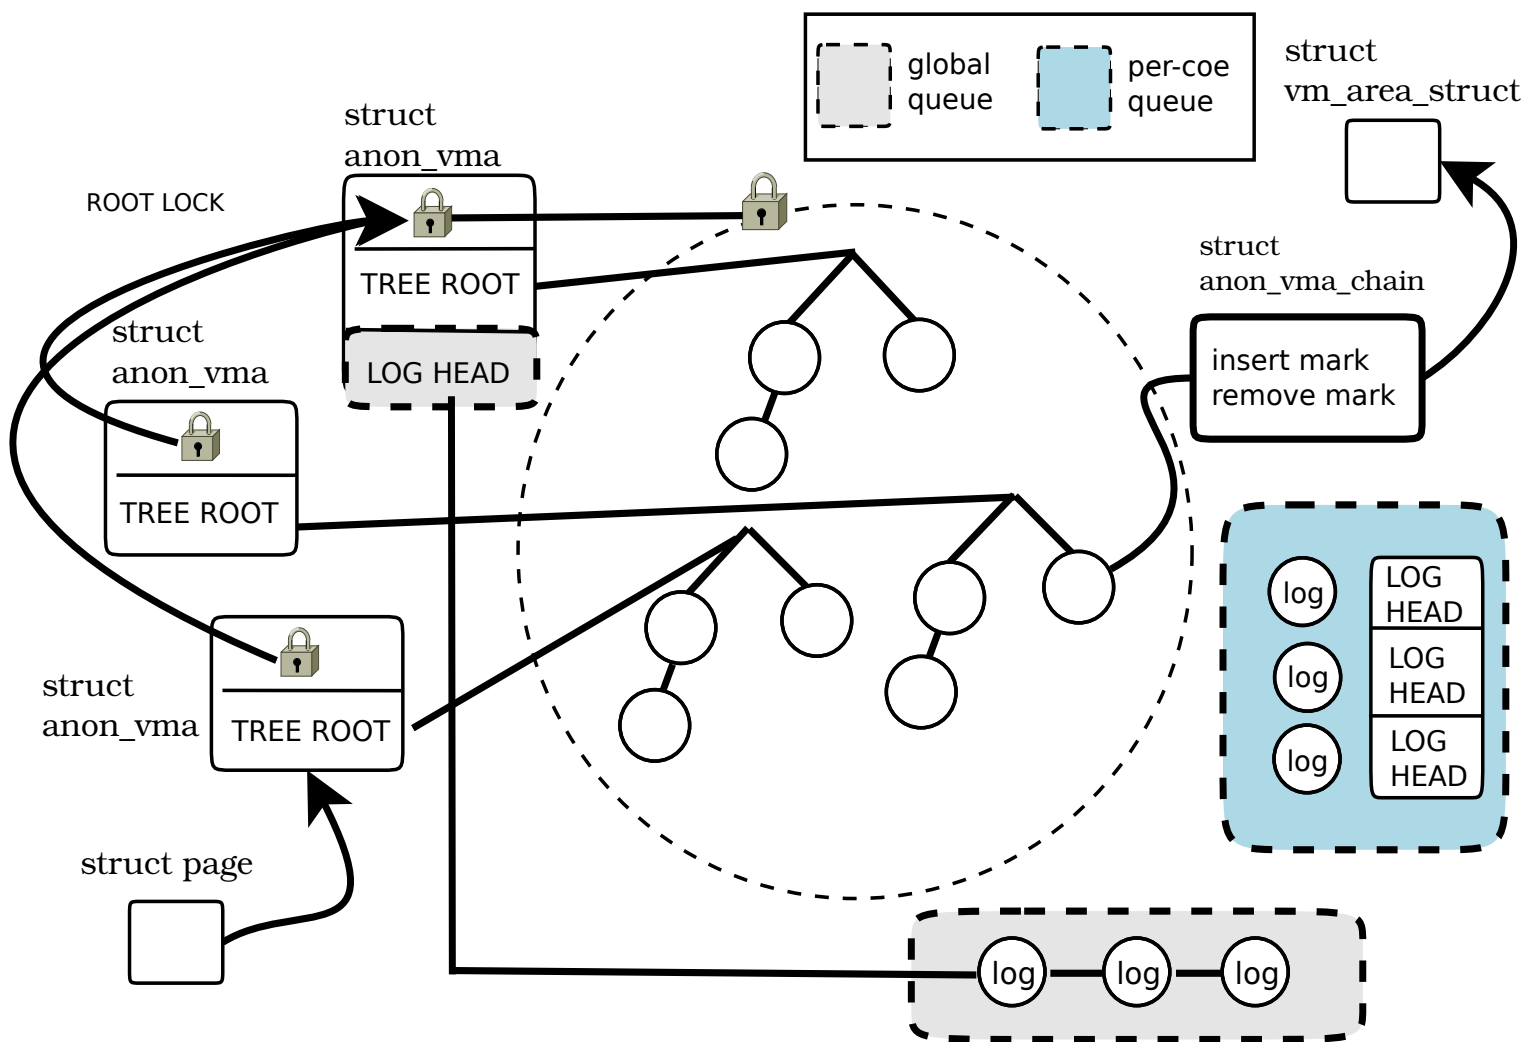 global
queue
per-coe
queue
struct
vm_area_struct
struct
anon_vma
ROOT LOCK
TREE ROOT
LOG HEAD
struct
anon_vma_chain
insert mark
remove mark
struct
anon_vma
TREE ROOT
struct
anon_vma
TREE ROOT
log
log
log
LOG
HEAD
LOG
HEAD
LOG
HEAD
struct page
log
log
log